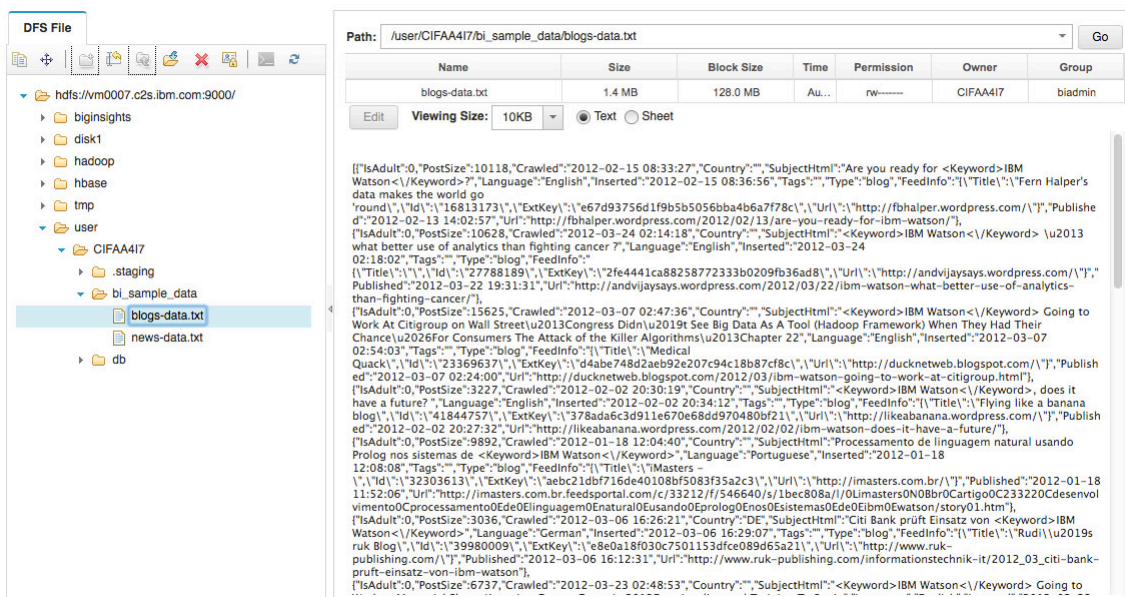 DFS File
hdfs://vm0007.c2s.ibm.com:9000/
biginsights
disk1
hadoop
hbase
tmp
user
CIFAA4I7
.staging
bi_sample_data
blogs-data.txt
news-data.txt
db
Path: /user/CIFAA4I7/bi_sample_data/blogs-data.txt Go
Name Size Block Size Time Permission Owner Group
blogs-data.txt 1.4 MB 128.0 MB Au... rw------- CIFAA4I7 biadmin
Edit Viewing Size: 10KB Text Sheet
[{"IsAdult":0,"PostSize":10118,"Crawled":"2012-02-15 08:33:27","Country":"","SubjectHtml":"Are you ready for <Keyword>IBM
Watson<\/Keyword>?","Language":"English","Inserted":"2012-02-15 08:36:56","Tags":"","Type":"blog","FeedInfo":"{\"Title\":\"Fern Halper's
data makes the world go
'round\",\"Id\":\"16813173\",\"ExtKey\":\"e67d93756d1f9b5b5056bba4b6a7f78c\",\"Url\":\"http://fbhalper.wordpress.com/\"}","Publishe
d":"2012-02-13 14:02:57","Url":"http://fbhalper.wordpress.com/2012/02/13/are-you-ready-for-ibm-watson/"},
{"IsAdult":0,"PostSize":10628,"Crawled":"2012-03-24 02:14:18","Country":"","SubjectHtml":"<Keyword>IBM Watson<\/Keyword> \u2013
what better use of analytics than fighting cancer ?","Language":"English","Inserted":"2012-03-24
02:18:02","Tags":"","Type":"blog","FeedInfo":"
{\"Title\":\"\",\"Id\":\"27788189\",\"ExtKey\":\"2fe4441ca88258772333b0209fb36ad8\",\"Url\":\"http://andvijaysays.wordpress.com/\"}","
Published":"2012-03-22 19:31:31","Url":"http://andvijaysays.wordpress.com/2012/03/22/ibm-watson-what-better-use-of-analytics-
than-fighting-cancer/"},
{"IsAdult":0,"PostSize":15625,"Crawled":"2012-03-07 02:47:36","Country":"","SubjectHtml":"<Keyword>IBM Watson<\/Keyword> Going to
Work At Citigroup on Wall Street\u2013Congress Didn\u2019t See Big Data As A Tool (Hadoop Framework) When They Had Their
Chance\u2026For Consumers The Attack of the Killer Algorithms\u2013Chapter 22","Language":"English","Inserted":"2012-03-07
02:54:03","Tags":"","Type":"blog","FeedInfo":"{\"Title\":\"Medical
Quack\",\"Id\":\"23369637\",\"ExtKey\":\"d4abe748d2aeb92e207c94c18b87cf8c\",\"Url\":\"http://ducknetweb.blogspot.com/\"}","Publish
ed":"2012-03-07 02:24:00","Url":"http://ducknetweb.blogspot.com/2012/03/ibm-watson-going-to-work-at-citigroup.html"},
{"IsAdult":0,"PostSize":3227,"Crawled":"2012-02-02 20:30:19","Country":"","SubjectHtml":"<Keyword>IBM Watson<\/Keyword>, does it
have a future? ","Language":"English","Inserted":"2012-02-02 20:34:12","Tags":"","Type":"blog","FeedInfo":"{\"Title\":\"Flying like a banana
blog\",\"Id\":\"41844757\",\"ExtKey\":\"378ada6c3d911e670e68dd970480bf21\",\"Url\":\"http://likeabanana.wordpress.com/\"}","Publish
ed":"2012-02-02 20:27:32","Url":"http://likeabanana.wordpress.com/2012/02/02/ibm-watson-does-it-have-a-future/"},
{"IsAdult":0,"PostSize":9892,"Crawled":"2012-01-18 12:04:40","Country":"","SubjectHtml":"Processamento de linguagem natural usando
Prolog nos sistemas de <Keyword>IBM Watson<\/Keyword>","Language":"Portuguese","Inserted":"2012-01-18
12:08:08","Tags":"","Type":"blog","FeedInfo":"{\"Title\":\"iMasters -
\",\"Id\":\"32303613\",\"ExtKey\":\"aebc21dbf716de40108bf5083f35a2c3\",\"Url\":\"http://imasters.com.br/\"}","Published":"2012-01-18
11:52:06","Url":"http://imasters.com.br.feedsportal.com/c/33212/f/546640/s/1bec808a/l/0Limasters0N0Bbr0Cartigo0C233220Cdesenvol
vimento0Cprocessamento0Ede0Elinguagem0Enatural0Eusando0Eprolog0Enos0Esistemas0Ede0Eibm0Ewatson/story01.htm"},
{"IsAdult":0,"PostSize":3036,"Crawled":"2012-03-06 16:26:21","Country":"DE","SubjectHtml":"Citi Bank prüft Einsatz von <Keyword>IBM
Watson<\/Keyword>","Language":"German","Inserted":"2012-03-06 16:29:07","Tags":"","Type":"blog","FeedInfo":"{\"Title\":\"Rudi\\u2019s
ruk Blog\",\"Id\":\"39980009\",\"ExtKey\":\"e8e0a18f030c7501153dfce089d65a21\",\"Url\":\"http://www.ruk-
publishing.com/\"}","Published":"2012-03-06 16:12:31","Url":"http://www.ruk-publishing.com/informationstechnik-it/2012_03_citi-bank-
pruft-einsatz-von-ibm-watson"},
{"IsAdult":0,"PostSize":6737,"Crawled":"2012-03-23 02:48:53","Country":"","SubjectHtml":"<Keyword>IBM Watson<\/Keyword> Going to